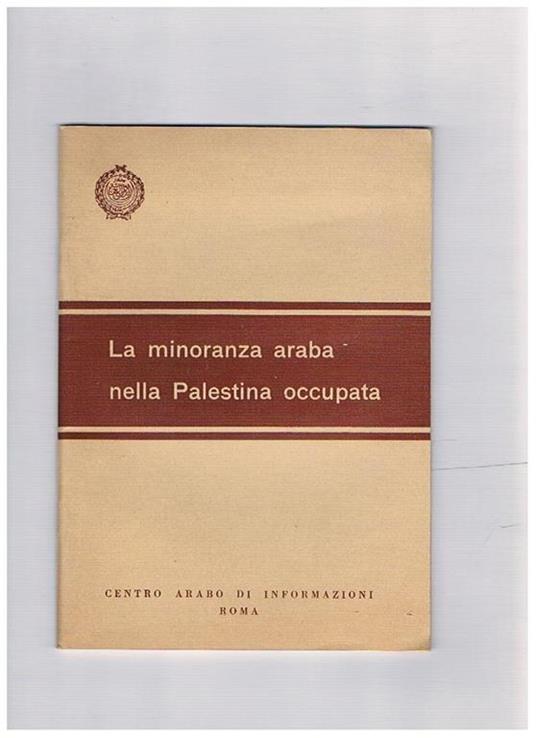 La minoranza araba
nella Palestina occupata
CENTRO ARABO DI INFORMAZIONI
ROMA